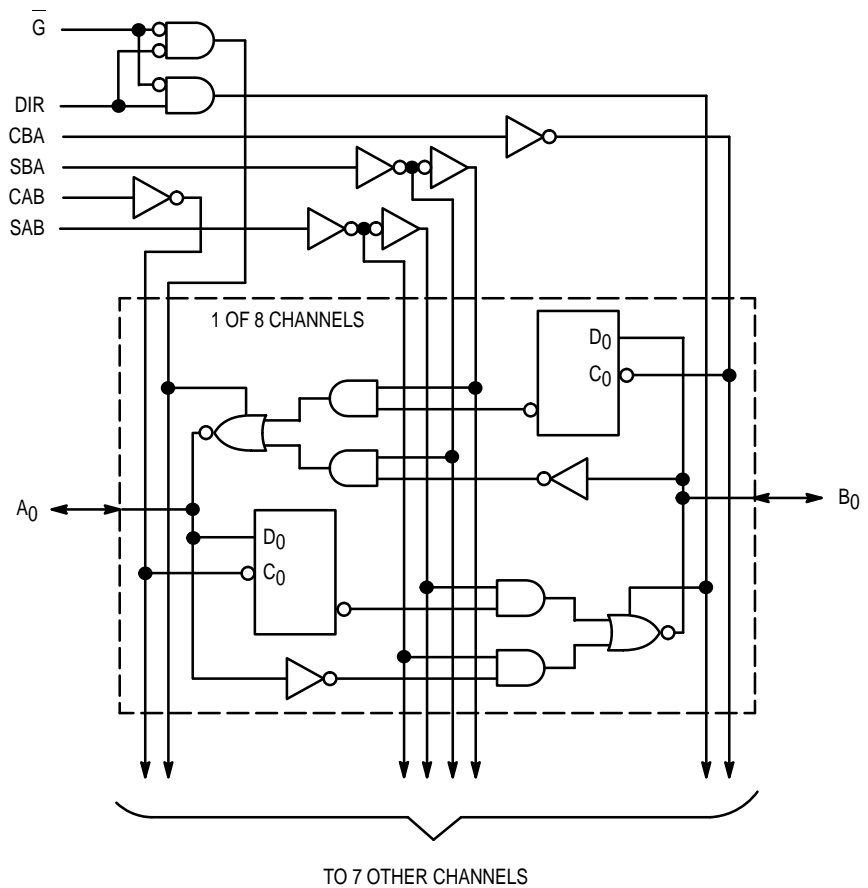 G̅
DIR
CBA
SBA
CAB
SAB
1 OF 8 CHANNELS
D₀
C₀
A₀
B₀
D₀
C₀
TO 7 OTHER CHANNELS